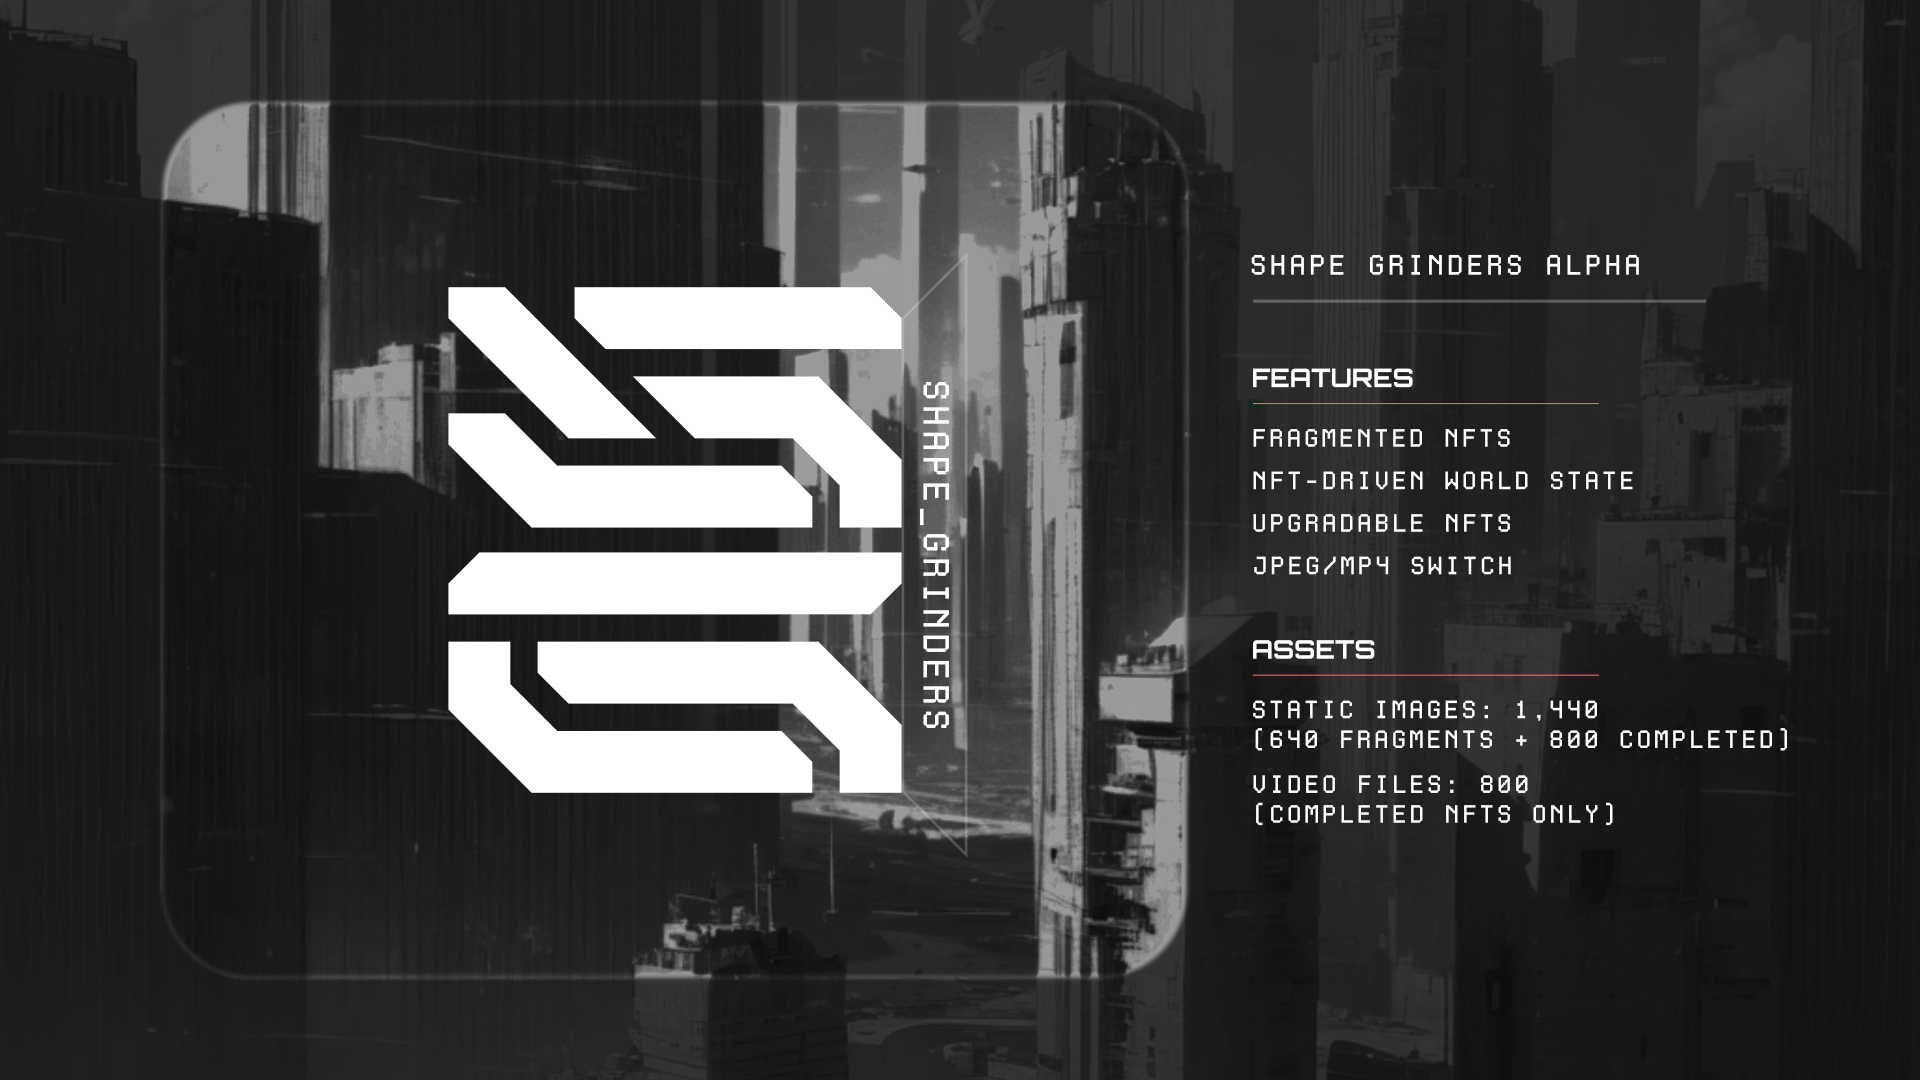 SHAPE_GRINDERS
SHAPE GRINDERS ALPHA
FEATURES
FRAGMENTED NFTS
NFT-DRIVEN WORLD STATE
UPGRADABLE NFTS
JPEG/MP4 SWITCH
ASSETS
STATIC IMAGES: 1,440
[640 FRAGMENTS + 800 COMPLETED]
VIDEO FILES: 800
[COMPLETED NFTS ONLY]